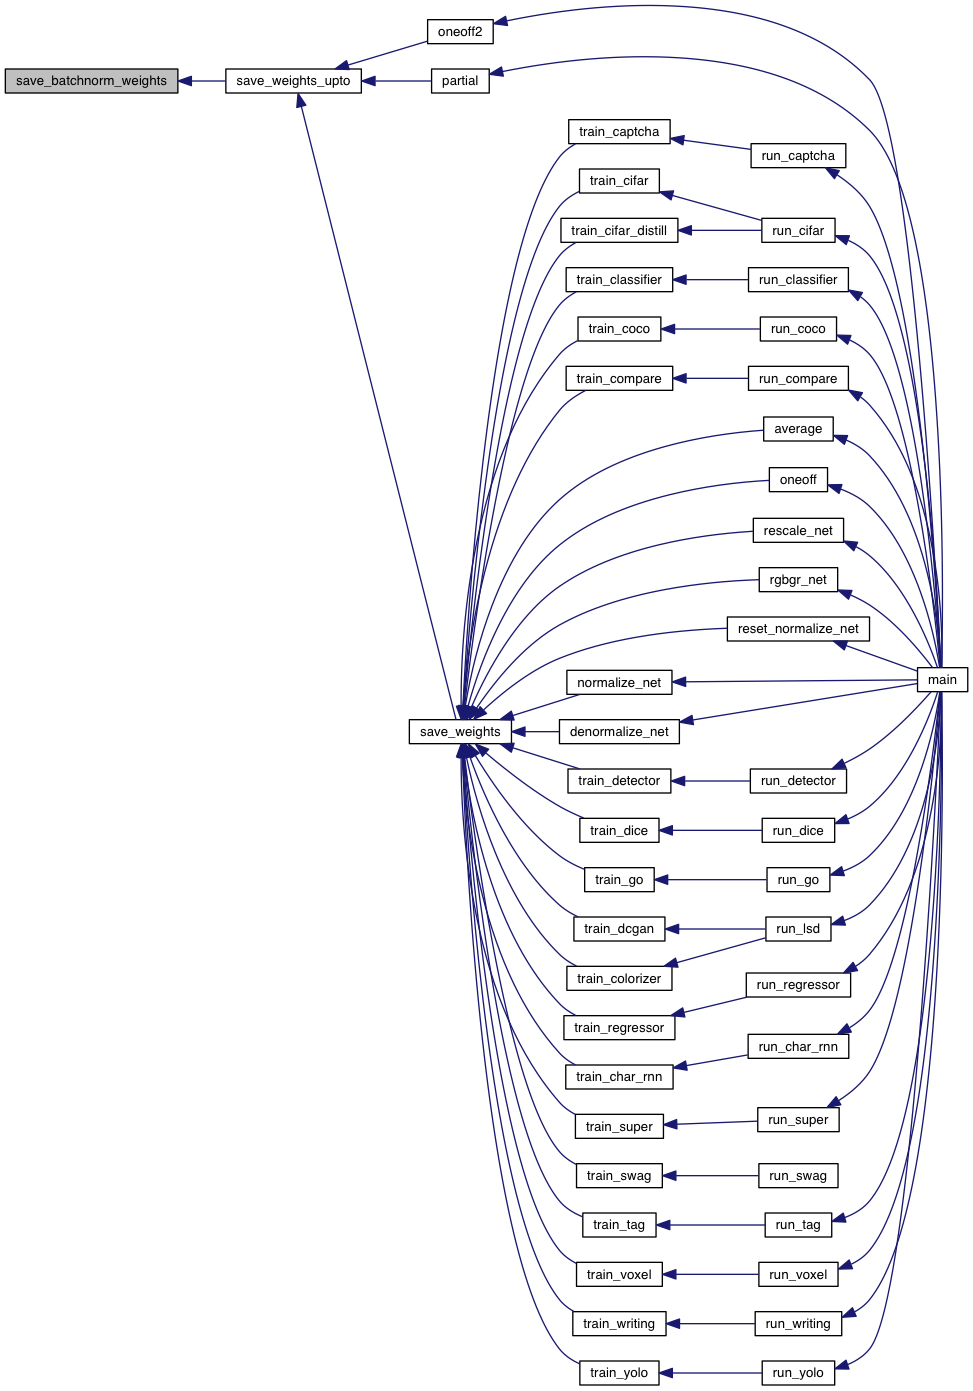 oneoff2
save_batchnorm_weights
save_weights_upto
partial
train_captcha
run_captcha
train_cifar
train_cifar_distill
run_cifar
train_classifier
run_classifier
train_coco
run_coco
train_compare
run_compare
average
oneoff
rescale_net
rgbgr_net
reset_normalize_net
normalize_net
main
save_weights
denormalize_net
train_detector
run_detector
train_dice
run_dice
train_go
run_go
train_dcgan
run_lsd
train_colorizer
run_regressor
train_regressor
run_char_rnn
train_char_rnn
run_super
train_super
train_swag
run_swag
train_tag
run_tag
train_voxel
run_voxel
train_writing
run_writing
train_yolo
run_yolo